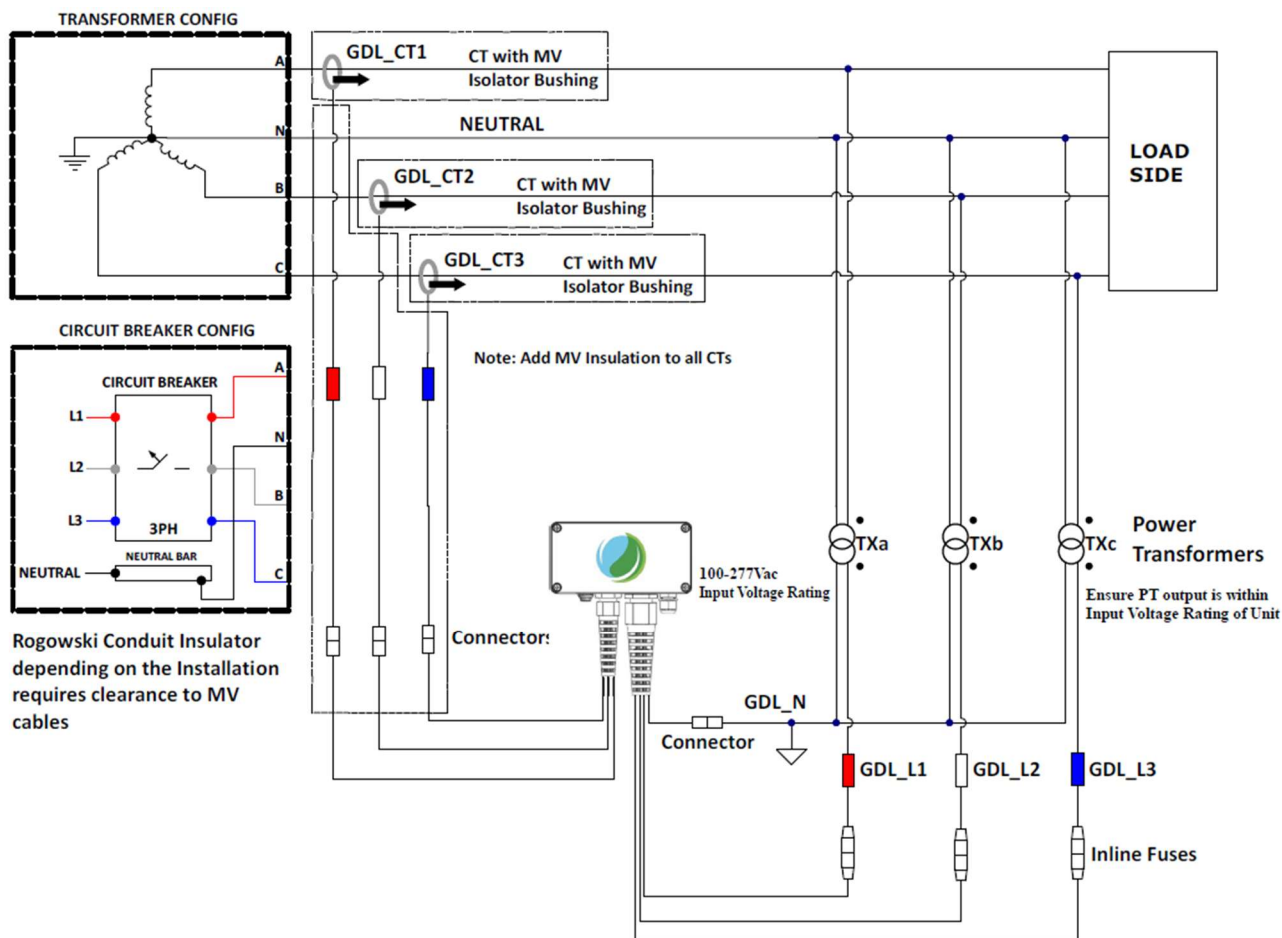 TRANSFORMER CONFIG
A
N
B
C
GDL_CT1
CT with MV
Isolator Bushing
NEUTRAL
GDL_CT2
CT with MV
Isolator Bushing
GDL_CT3
CT with MV
Isolator Bushing
LOAD
SIDE
Note: Add MV Insulation to all CTs
CIRCUIT BREAKER CONFIG
CIRCUIT BREAKER
A
L1
N
L2
B
L3
3PH
NEUTRAL BAR
NEUTRAL
C
Rogowski Conduit Insulator
depending on the Installation
requires clearance to MV
cables
Connectors
100-277Vac
Input Voltage Rating
TXa
TXb
TXc
Power
Transformers
Ensure PT output is within
Input Voltage Rating of Unit
GDL_N
Connector
GDL_L1
GDL_L2
GDL_L3
Inline Fuses